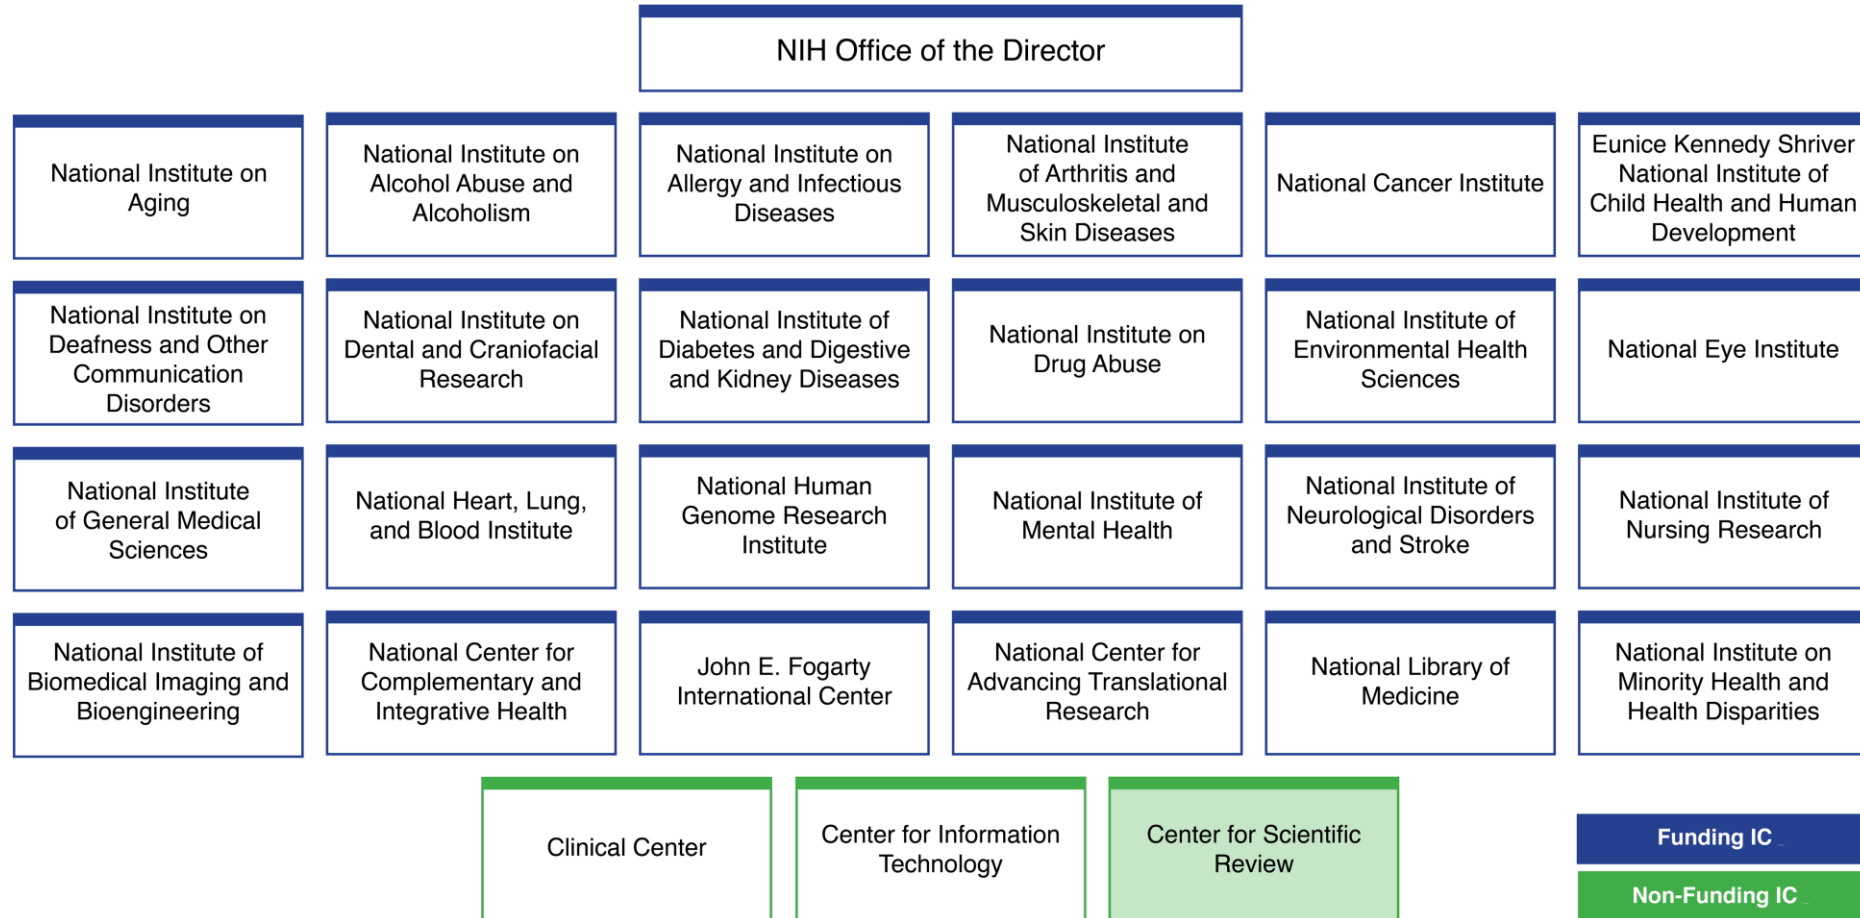 NIH Office of the Director
National Institute on
Aging
National Institute on
Alcohol Abuse and
Alcoholism
National Institute on
Allergy and Infectious
Diseases
National Institute
of Arthritis and
Musculoskeletal and
Skin Diseases
National Cancer Institute
Eunice Kennedy Shriver
National Institute of
Child Health and Human
Development
National Institute on
Deafness and Other
Communication
Disorders
National Institute on
Dental and Craniofacial
Research
National Institute of
Diabetes and Digestive
and Kidney Diseases
National Institute on
Drug Abuse
National Institute of
Environmental Health
Sciences
National Eye Institute
National Institute
of General Medical
Sciences
National Heart, Lung,
and Blood Institute
National Human
Genome Research
Institute
National Institute of
Mental Health
National Institute of
Neurological Disorders
and Stroke
National Institute of
Nursing Research
National Institute of
Biomedical Imaging and
Bioengineering
National Center for
Complementary and
Integrative Health
John E. Fogarty
International Center
National Center for
Advancing Translational
Research
National Library of
Medicine
National Institute on
Minority Health and
Health Disparities
Clinical Center
Center for Information
Technology
Center for Scientific
Review
Funding IC
Non-Funding IC